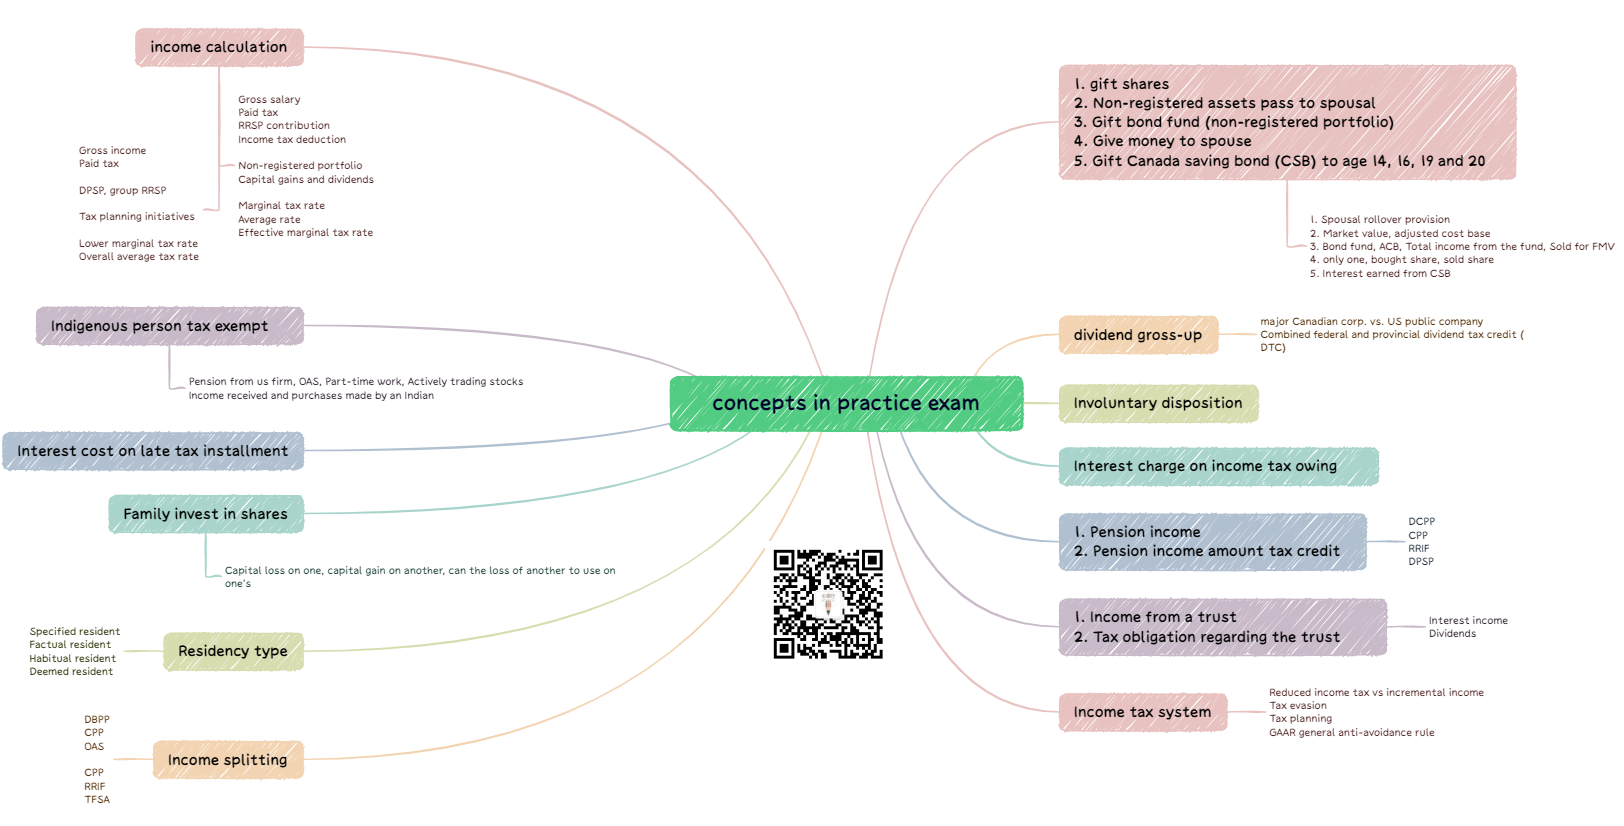 income calculation
Gross salary
Paid tax
RRSP contribution
Income tax deduction
Non-registered portfolio
Capital gains and dividends
Marginal tax rate
Average rate
Effective marginal tax rate
Gross income
Paid tax
DPSP, group RRSP
Tax planning initiatives
Lower marginal tax rate
Overall average tax rate
Indigenous person tax exempt
Pension from us firm, OAS, Part-time work, Actively trading stocks
Income received and purchases made by an Indian
Interest cost on late tax installment
Family invest in shares
Capital loss on one, capital gain on another, can the loss of another to use on
one's
Residency type
Specified resident
Factual resident
Habitual resident
Deemed resident
Income splitting
DBPP
CPP
OAS
CPP
RRIF
TFSA
concepts in practice exam
1. gift shares
2. Non-registered assets pass to spousal
3. Gift bond fund (non-registered portfolio)
4. Give money to spouse
5. Gift Canada saving bond (CSB) to age 14, 16, 19 and 20
1. Spousal rollover provision
2. Market value, adjusted cost base
3. Bond fund, ACB, Total income from the fund, Sold for FMV
4. only one, bought share, sold share
5. Interest earned from CSB
dividend gross-up
major Canadian corp. vs. US public company
Combined federal and provincial dividend tax credit (
DTC)
Involuntary disposition
Interest charge on income tax owing
1. Pension income
2. Pension income amount tax credit
DCPP
CPP
RRIF
DPSP
1. Income from a trust
2. Tax obligation regarding the trust
Interest income
Dividends
Income tax system
Reduced income tax vs incremental income
Tax evasion
Tax planning
GAAR general anti-avoidance rule